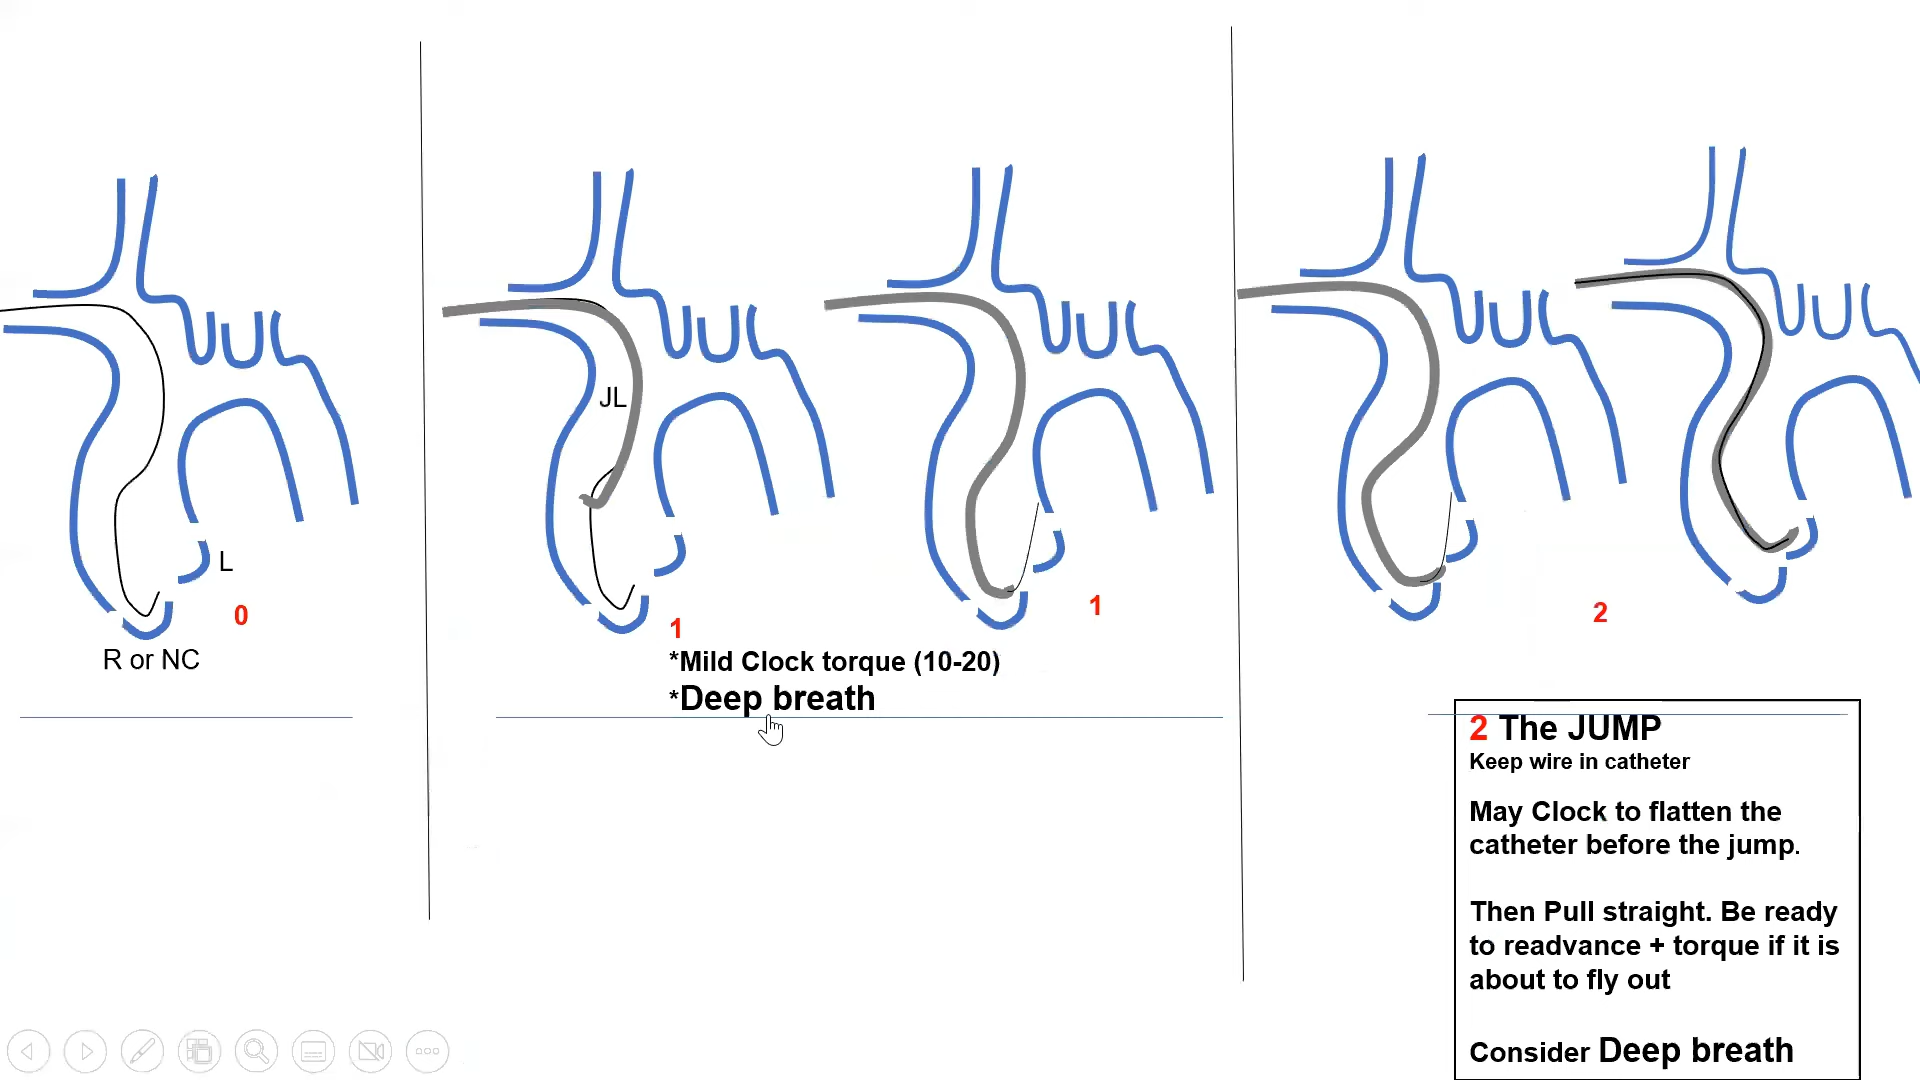 JL
L
0
R or NC
1
1
*Mild Clock torque (10-20)
*Deep breath
2
2 The JUMP
Keep wire in catheter
May Clock to flatten the
catheter before the jump.
Then Pull straight. Be ready
to readvance + torque if it is
about to fly out
Consider Deep breath